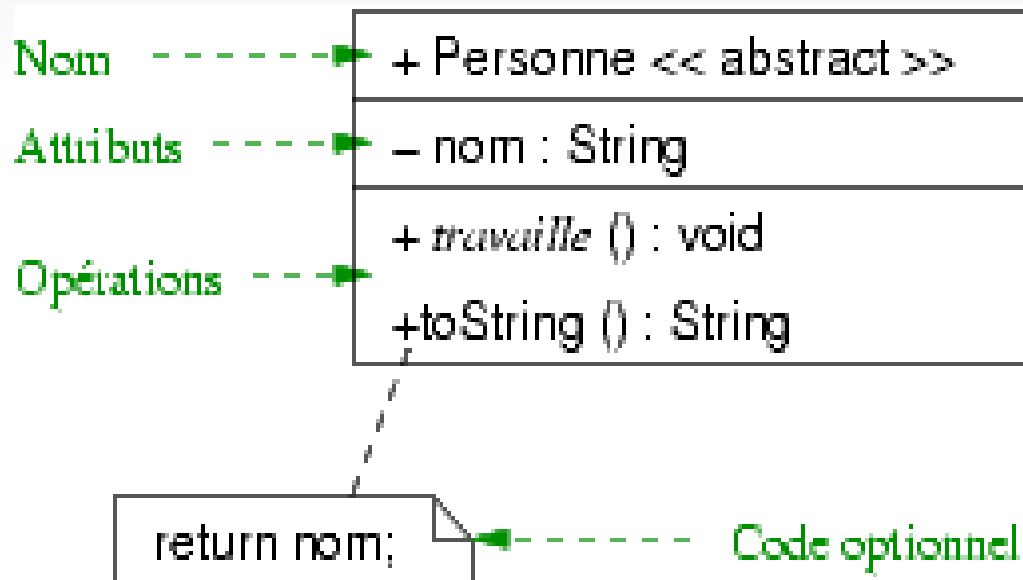 Nom
+ Personne << abstract >>
Attributs
– nom : String
+ travaille () : void
Opérations
+toString () : String
return nom;
Code optionnel